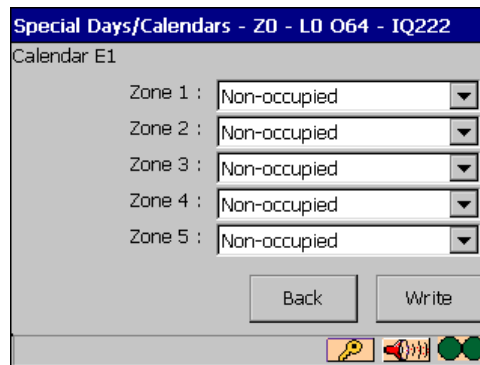 Special Days/Calendars - Z0 - L0 O64 - IQ222
Calendar E1
Zone 1 : Non-occupied
Zone 2 : Non-occupied
Zone 3 : Non-occupied
Zone 4 : Non-occupied
Zone 5 : Non-occupied
Back Write